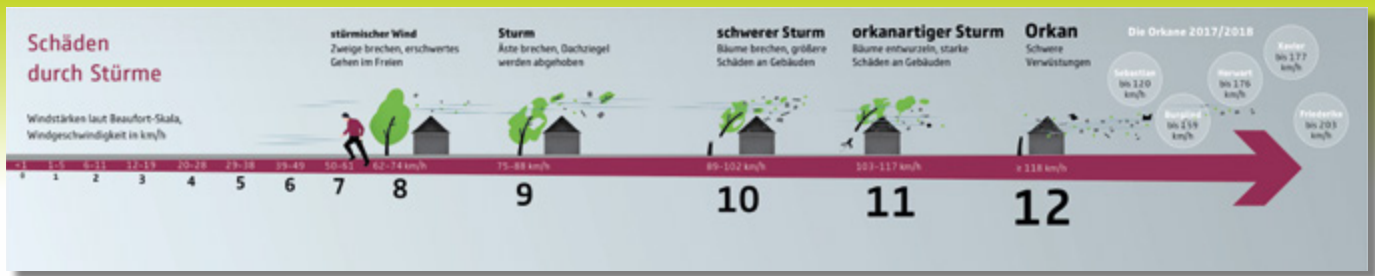 Schäden
durch Stürme
Windstärken laut Beaufort-Skala,
Windgeschwindigkeit in km/h
stürmischer Wind
Zweige brechen, erschwertes
Gehen im Freien
Sturm
Äste brechen, Dachziegel
werden abgehoben
schwerer Sturm
Bäume brechen, größere
Schäden an Gebäuden
orkanartiger Sturm
Bäume entwurzeln, starke
Schäden an Gebäuden
Orkan
Schwere
Verwüstungen
Die Orkane 2017/2018
Sebastian
bis 120
km/h
Burglind
bis 159
km/h
Herwart
bis 176
km/h
Xavier
bis 177
km/h
Friederike
bis 203
km/h
<1 1-5 6-11 12-19 20-28 29-38 39-49 50-61 62-74 km/h 75-88 km/h 89-102 km/h 103-117 km/h ≥ 118 km/h
0 1 2 3 4 5 6 7 8 9 10 11 12